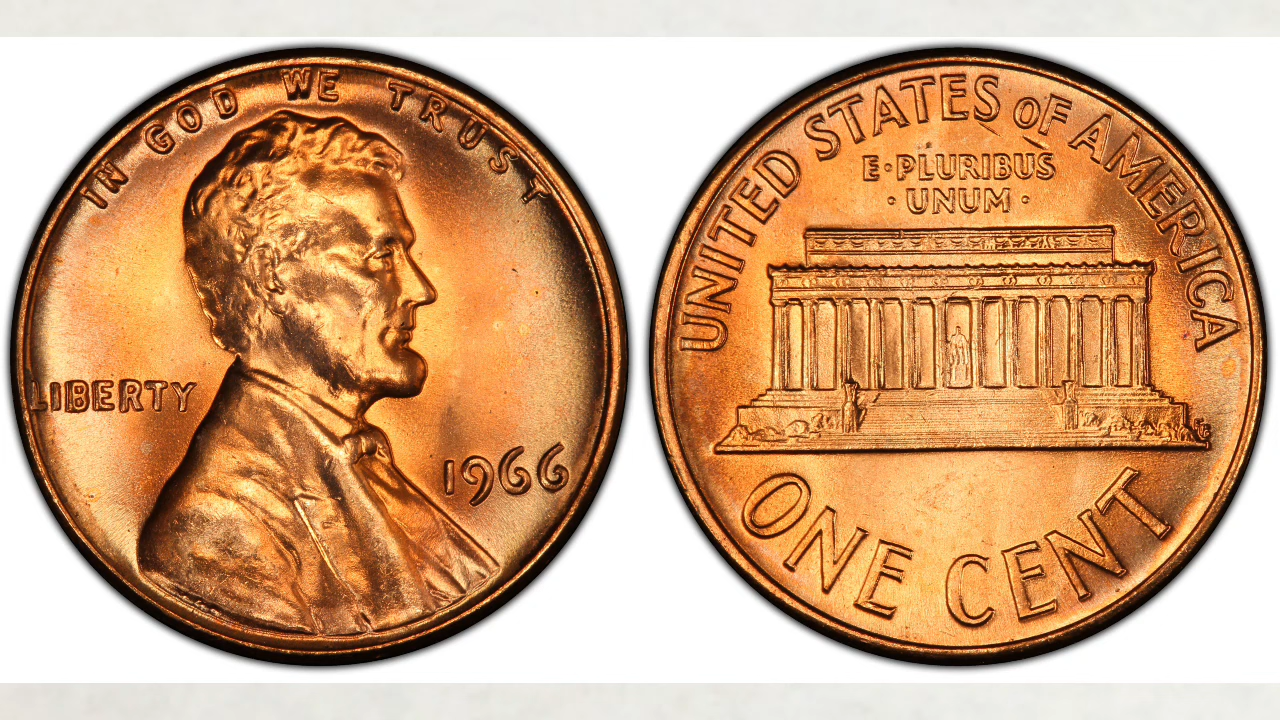 IN GOD WE TRUST
LIBERTY
1966
UNITED STATES OF AMERICA
E·PLURIBUS
·UNUM·
ONE CENT